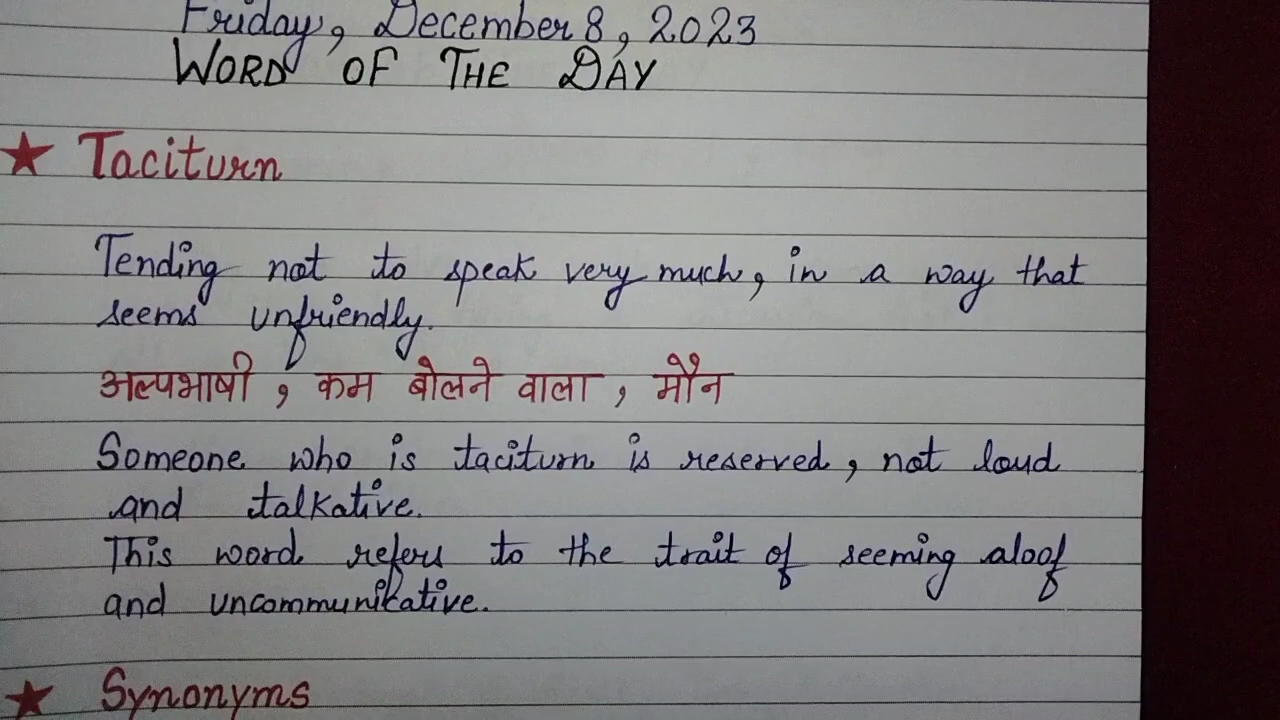 Friday, December 8, 2023
WORD OF THE DAY
★ Taciturn
Tending not to speak very much, in a way that
seems unfriendly.
अल्पभाषी, कम बोलने वाला, मौन
Someone who is taciturn is reserved, not loud
and talkative.
This word refers to the trait of seeming aloof
and uncommunikative.
★ Synonyms